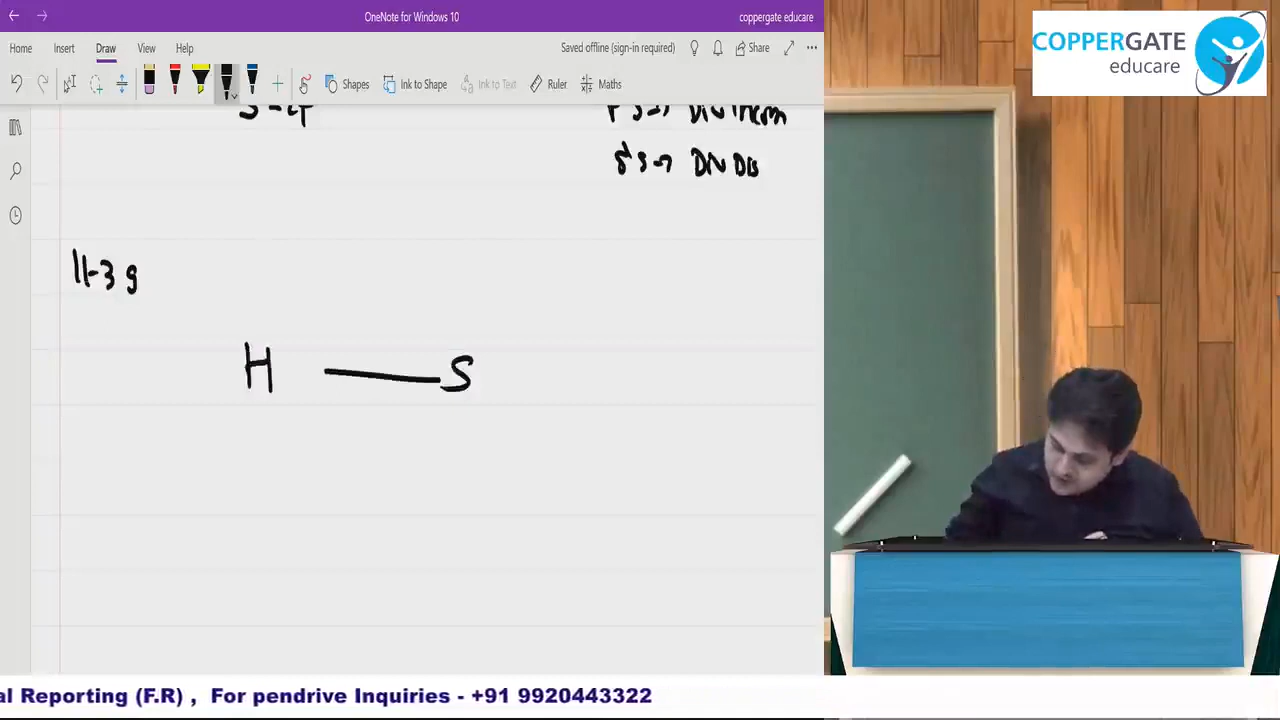 OneNote for Windows 10
coppergate educare
Home Insert Draw View Help
Saved offline (sign-in required)
Share
Shapes
Ink to Shape
Ink to Text
Ruler
Maths
COPPERGATE
educare
H — S
al Reporting (F.R) , For pendrive Inquiries - +91 9920443322